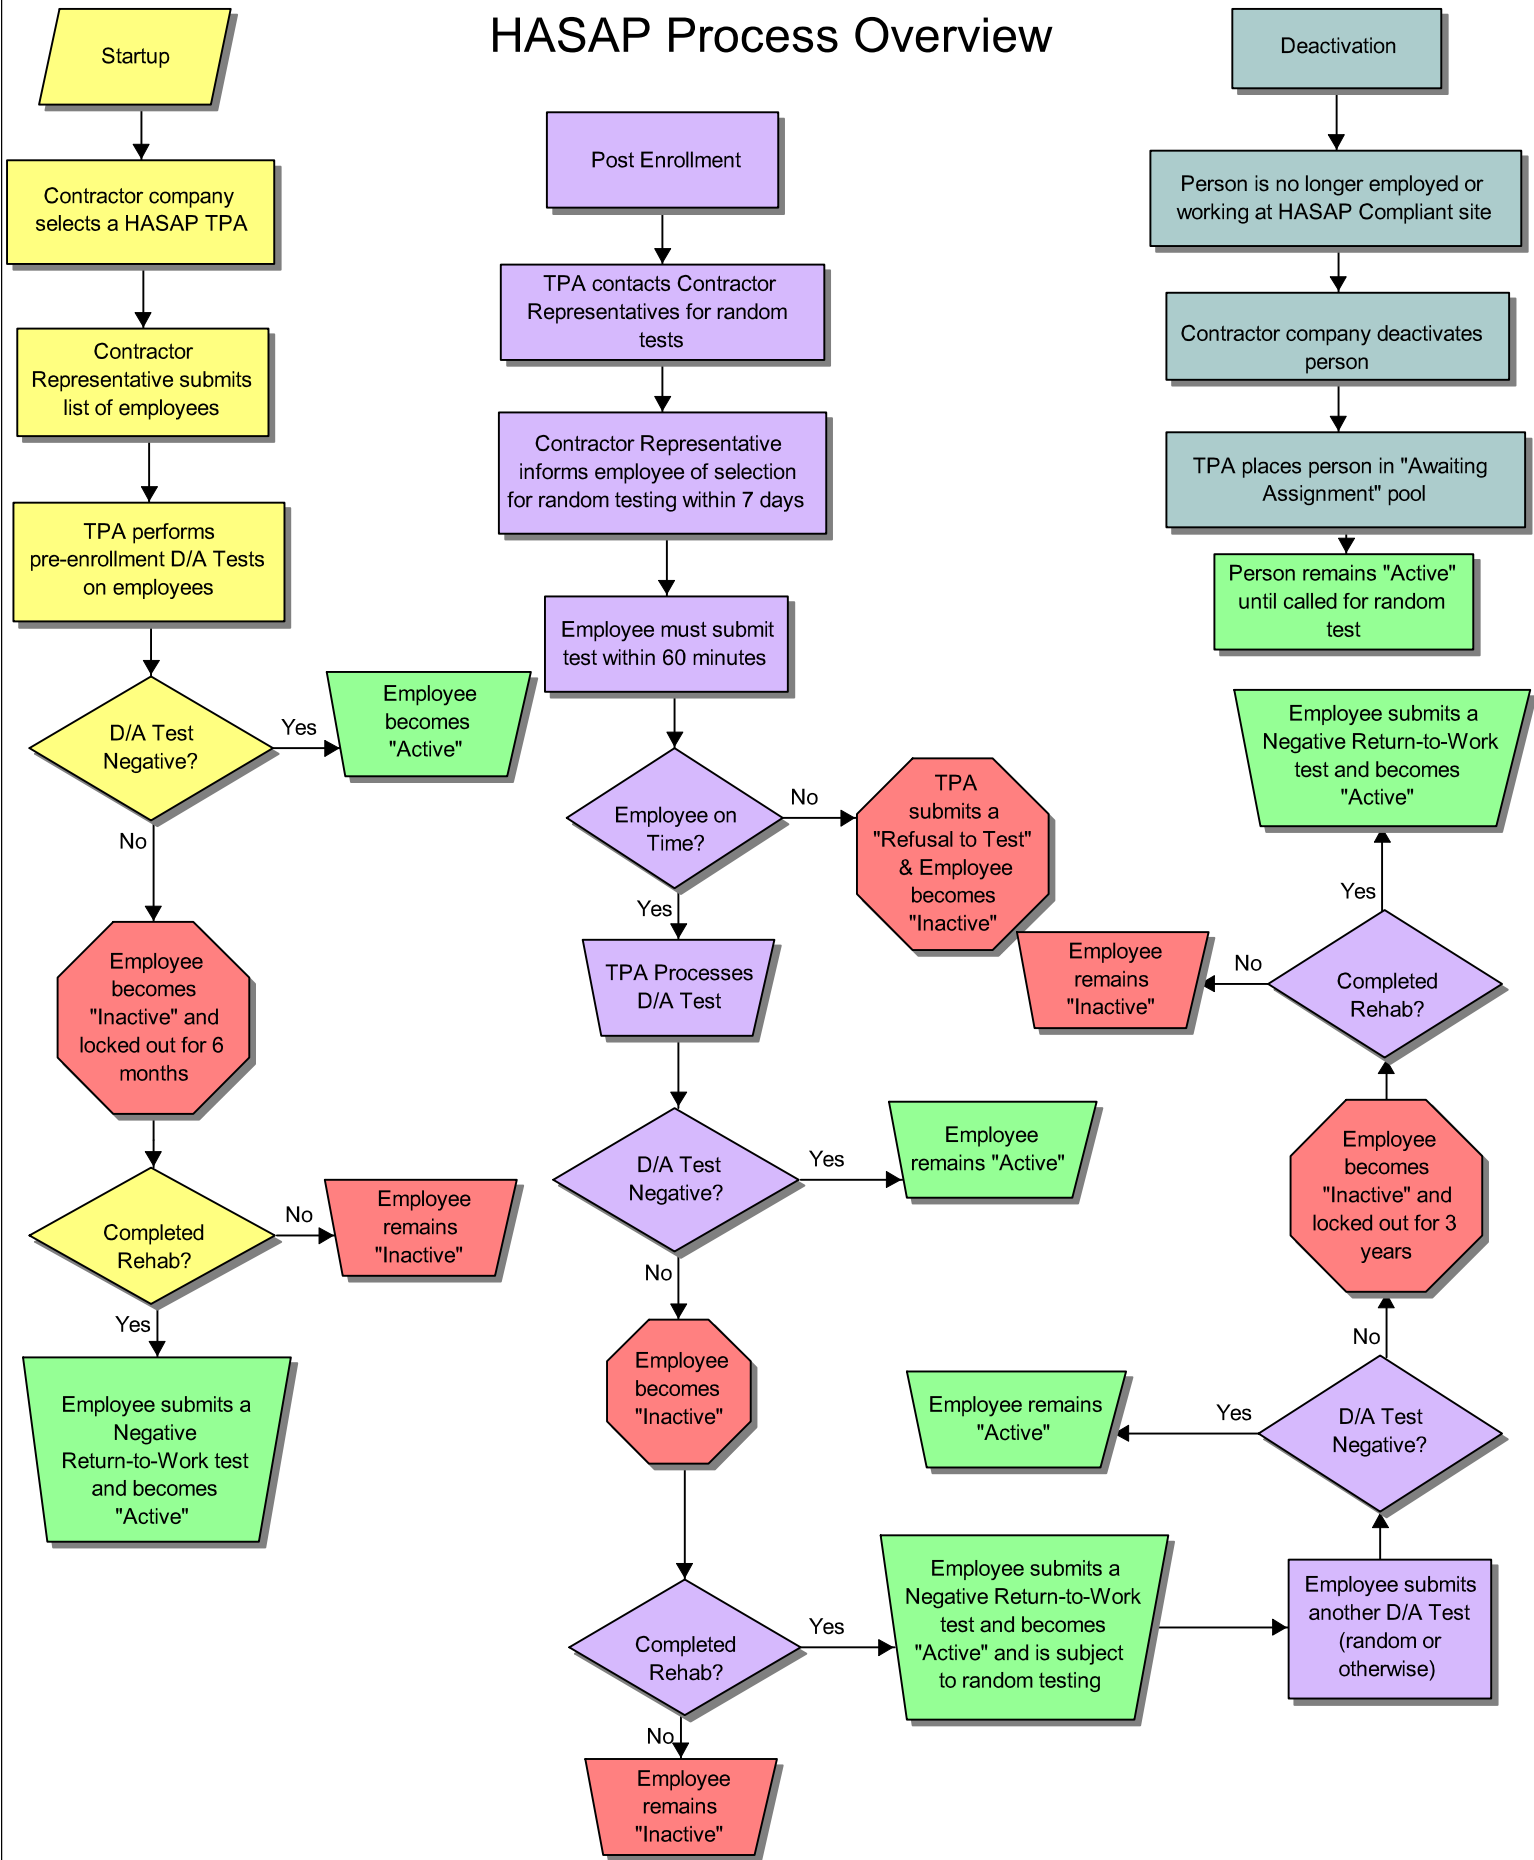 HASAP Process Overview
Startup
Contractor company
selects a HASAP TPA
Contractor
Representative submits
list of employees
TPA performs
pre-enrollment D/A Tests
on employees
D/A Test
Negative?
Yes
Employee
becomes
"Active"
No
Employee
becomes
"Inactive" and
locked out for 6
months
Completed
Rehab?
No
Employee
remains
"Inactive"
Yes
Employee submits a
Negative
Return-to-Work test
and becomes
"Active"
Post Enrollment
TPA contacts Contractor
Representatives for random
tests
Contractor Representative
informs employee of selection
for random testing within 7 days
Employee must submit
test within 60 minutes
Employee on
Time?
No
TPA
submits a
"Refusal to Test"
& Employee
becomes
"Inactive"
Yes
TPA Processes
D/A Test
D/A Test
Negative?
Yes
Employee
remains "Active"
No
Employee
becomes
"Inactive"
Completed
Rehab?
No
Employee
remains
"Inactive"
Yes
Employee submits a
Negative Return-to-Work
test and becomes
"Active" and is subject
to random testing
Employee submits
another D/A Test
(random or
otherwise)
D/A Test
Negative?
Yes
Employee remains
"Active"
No
Employee
becomes
"Inactive" and
locked out for 3
years
Completed
Rehab?
No
Employee
remains
"Inactive"
Yes
Employee submits a
Negative Return-to-Work
test and becomes
"Active"
Deactivation
Person is no longer employed or
working at HASAP Compliant site
Contractor company deactivates
person
TPA places person in "Awaiting
Assignment" pool
Person remains "Active"
until called for random
test